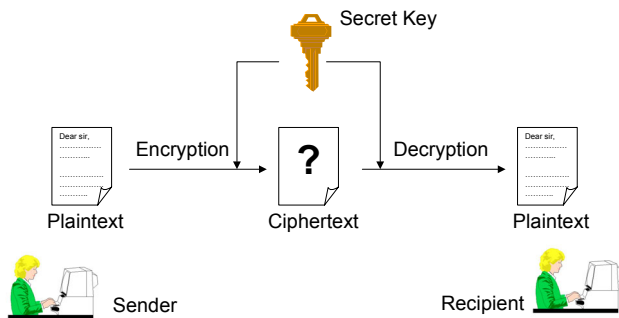 Secret Key
Dear sir,
Encryption
?
Decryption
Dear sir,
Plaintext
Ciphertext
Plaintext
Sender
Recipient